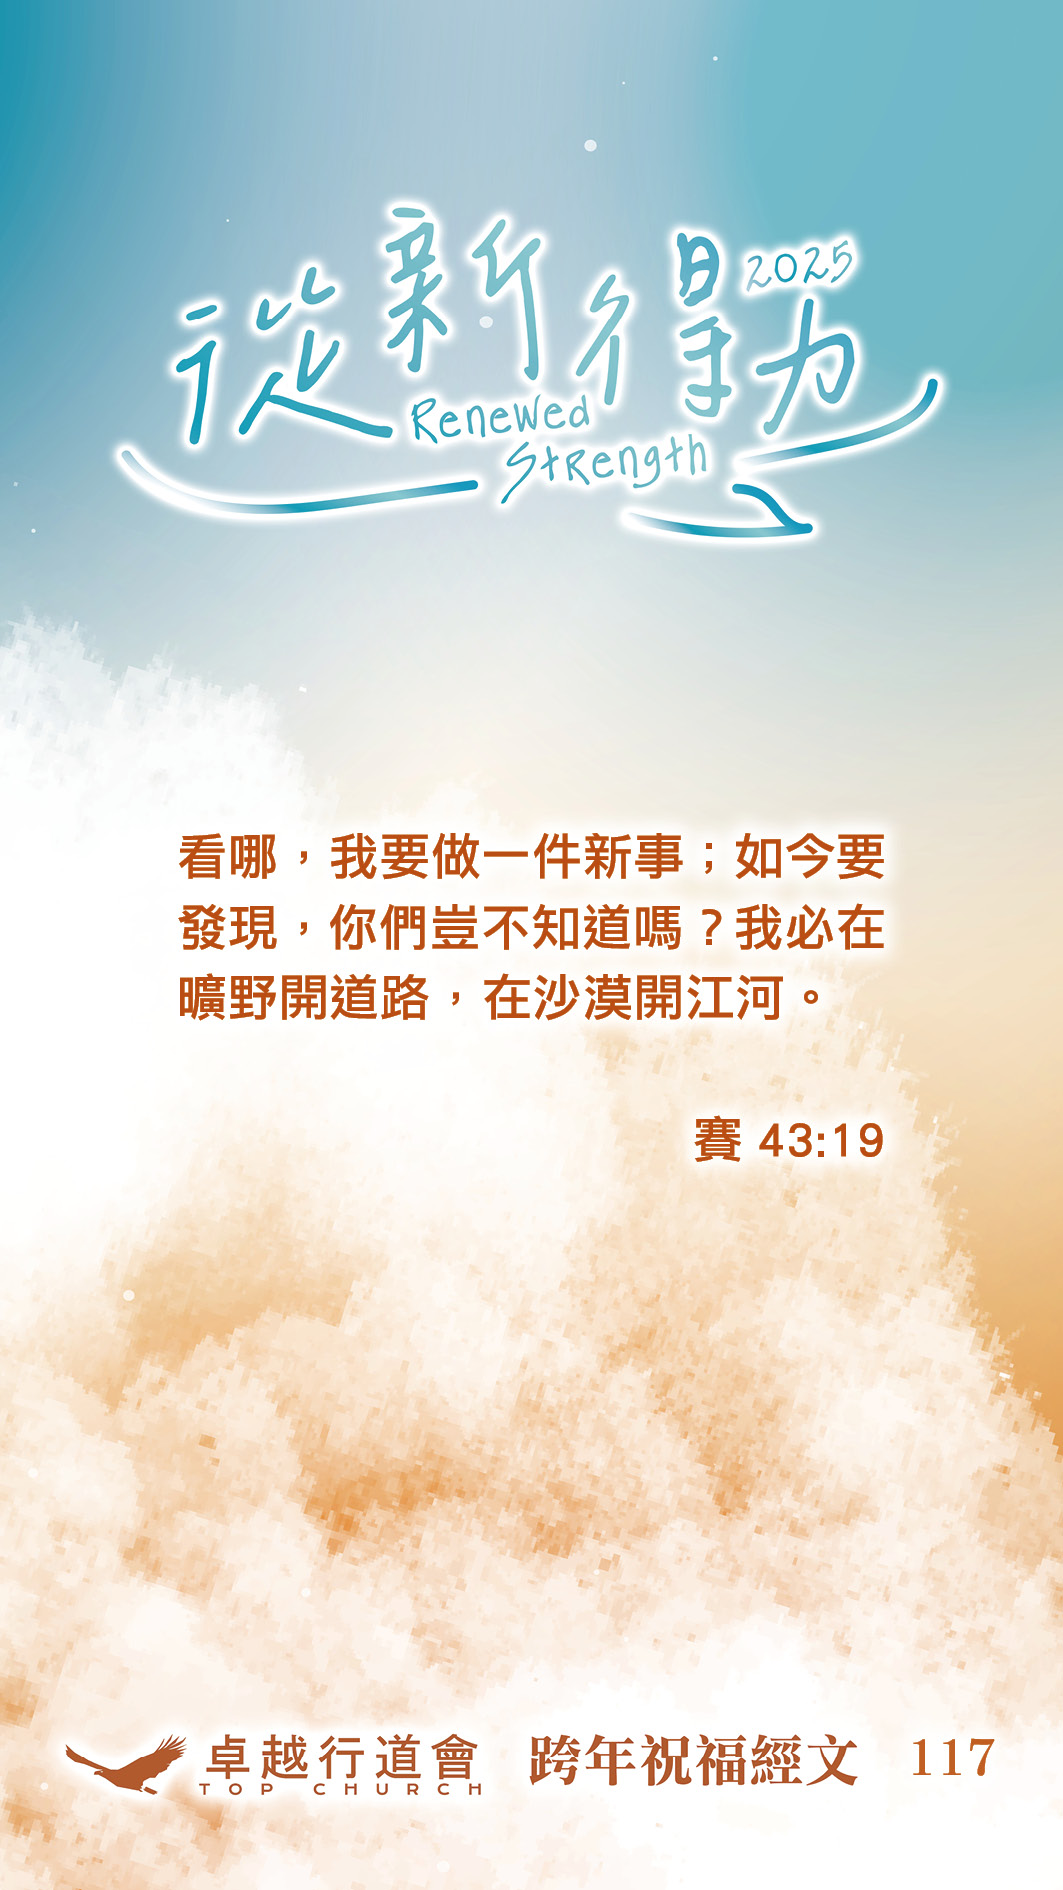 從新得力 2025
Renewed
Strength
看哪，我要做一件新事；如今要
發現，你們豈不知道嗎？我必在
曠野開道路，在沙漠開江河。
賽 43:19
卓越行道會 跨年祝福經文 117
TOP CHURCH